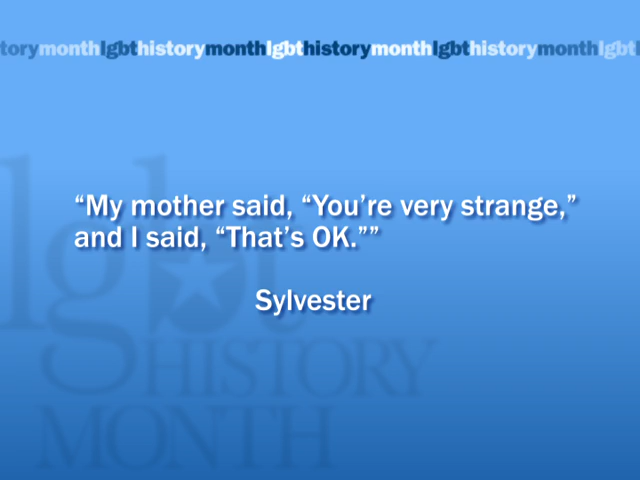 torymonthlgbthistorymonthlgbthistorymonthlgbthistorymonthlgbt
“My mother said, “You’re very strange,”
and I said, “That’s OK.””
Sylvester
lgbt
HISTORY
MONTH